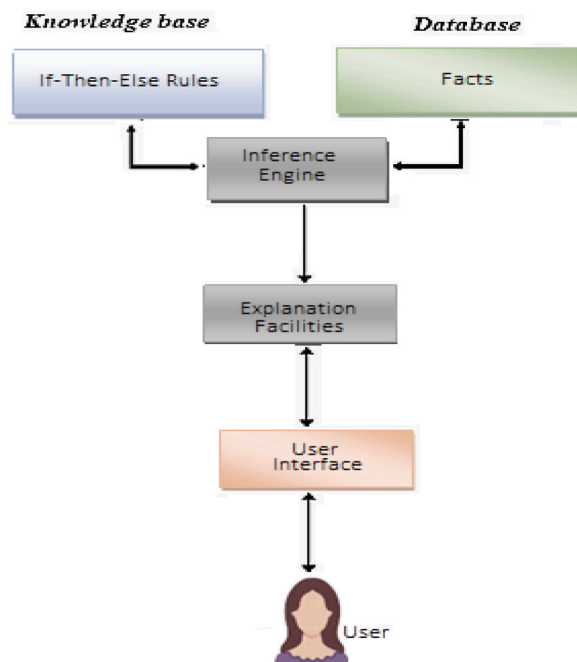 Knowledge base
Database
If-Then-Else Rules
Facts
Inference
Engine
Explanation
Facilities
User
Interface
User